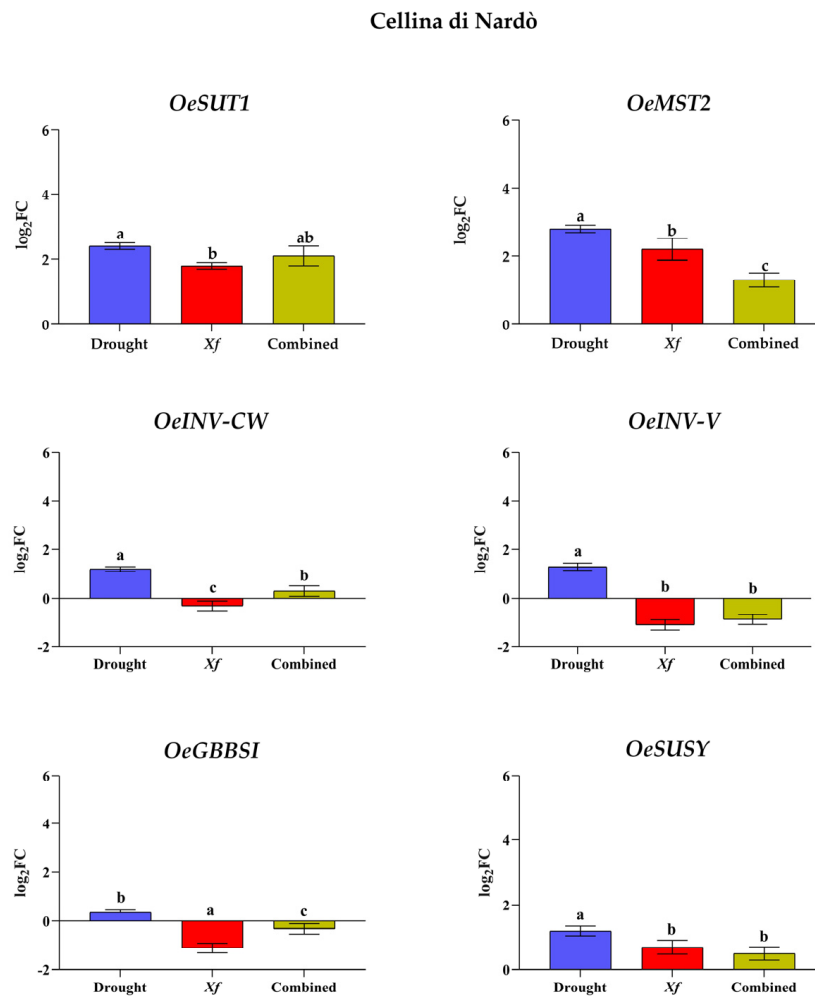 Cellina di Nardò
OeSUT1
6
4
2
0
log₂FC
a
b
ab
Drought
Xf
Combined
OeMST2
6
4
2
0
log₂FC
a
b
c
Drought
Xf
Combined
OeINV-CW
6
4
2
0
-2
log₂FC
a
c
b
Drought
Xf
Combined
OeINV-V
6
4
2
0
-2
log₂FC
a
b
b
Drought
Xf
Combined
OeGBBSI
6
4
2
0
-2
log₂FC
b
a
c
Drought
Xf
Combined
OeSUSY
6
4
2
0
log₂FC
a
b
b
Drought
Xf
Combined